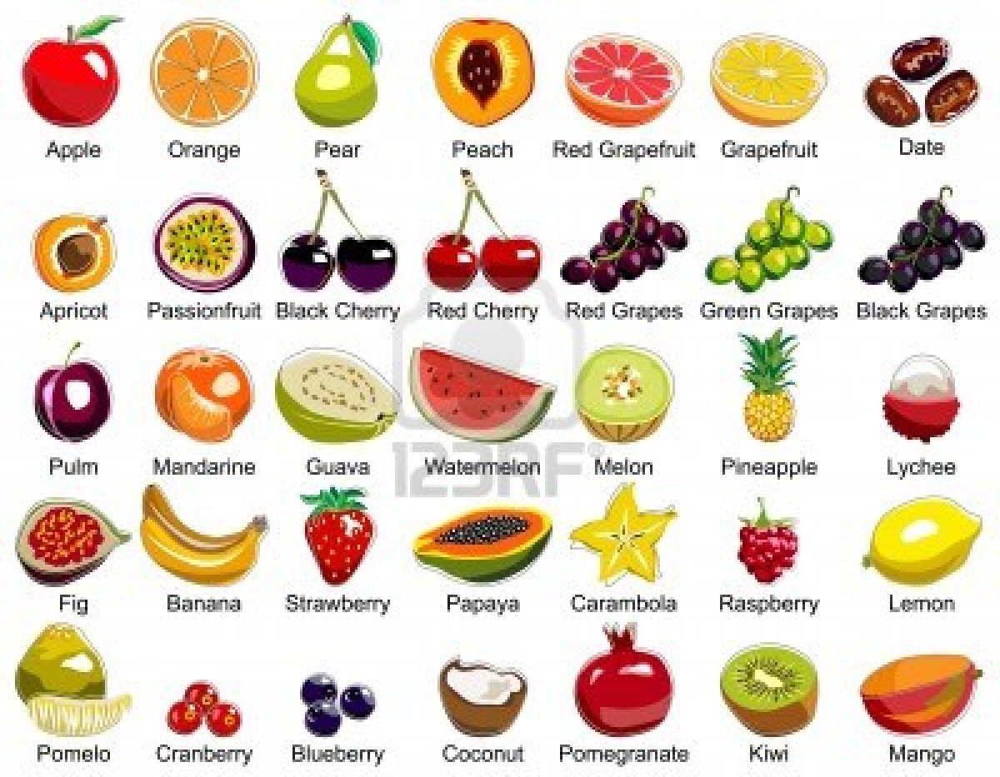 Apple Orange Pear Peach Red Grapefruit Grapefruit Date
Apricot Passionfruit Black Cherry Red Cherry Red Grapes Green Grapes Black Grapes
Pulm Mandarine Guava Watermelon Melon Pineapple Lychee
123RF
Fig Banana Strawberry Papaya Carambola Raspberry Lemon
Pomelo Cranberry Blueberry Coconut Pomegranate Kiwi Mango